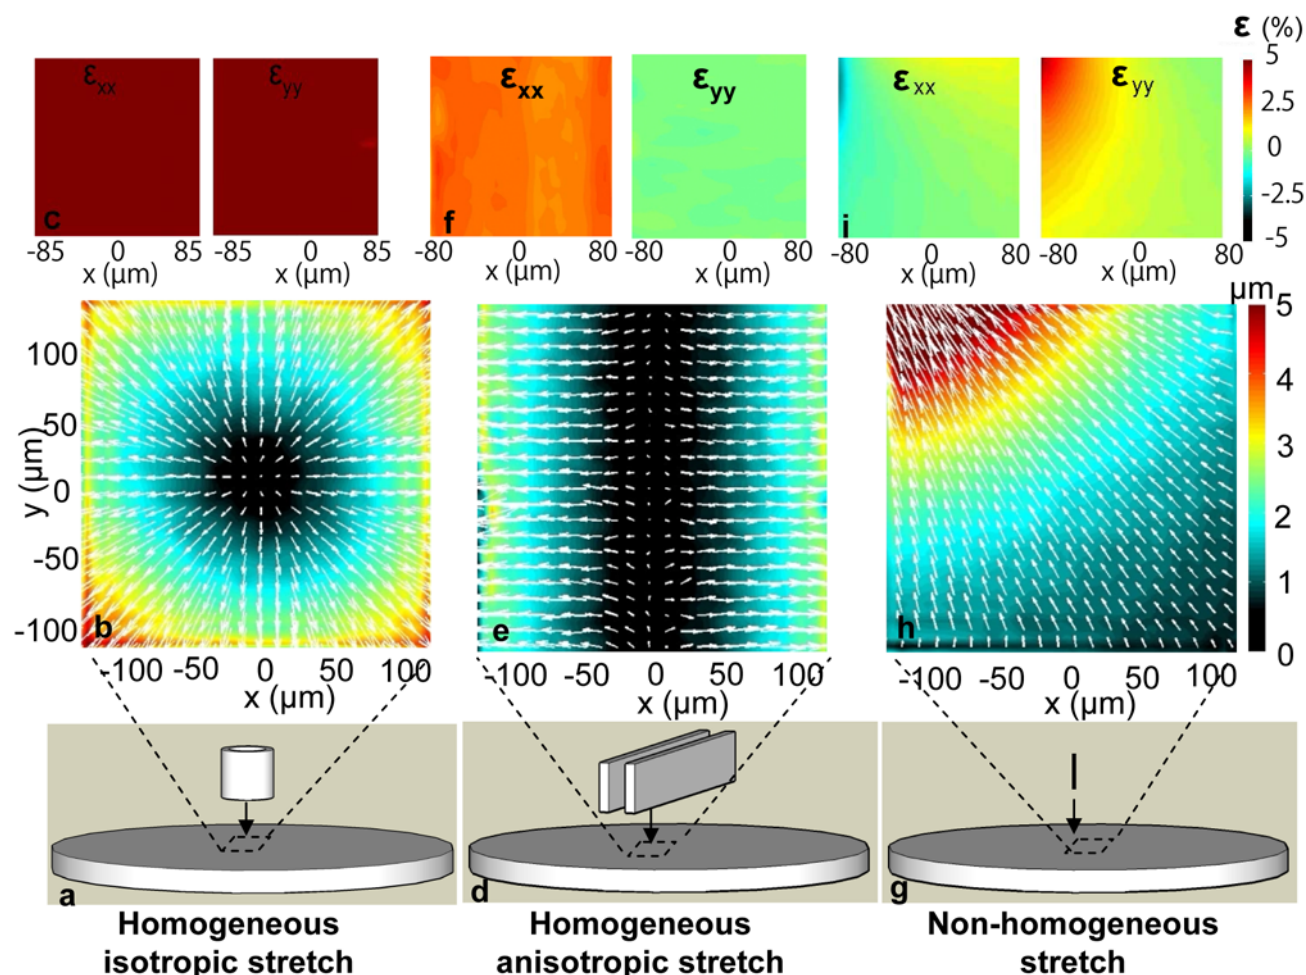 ε (%)
εxx
εyy
εxx
εyy
εxx
εyy
5
2.5
0
-2.5
-5
c
f
i
-85 0 85
-85 0 85
-80 0 80
-80 0 80
-80 0 80
-80 0 80
x (μm)
x (μm)
x (μm)
x (μm)
x (μm)
x (μm)
μm
5
4
3
2
1
0
y (μm)
100
50
0
-50
-100
b
e
h
-100 -50 0 50 100
-100 -50 0 50 100
-100 -50 0 50 100
x (μm)
x (μm)
x (μm)
a
d
g
Homogeneous
isotropic stretch
Homogeneous
anisotropic stretch
Non-homogeneous
stretch